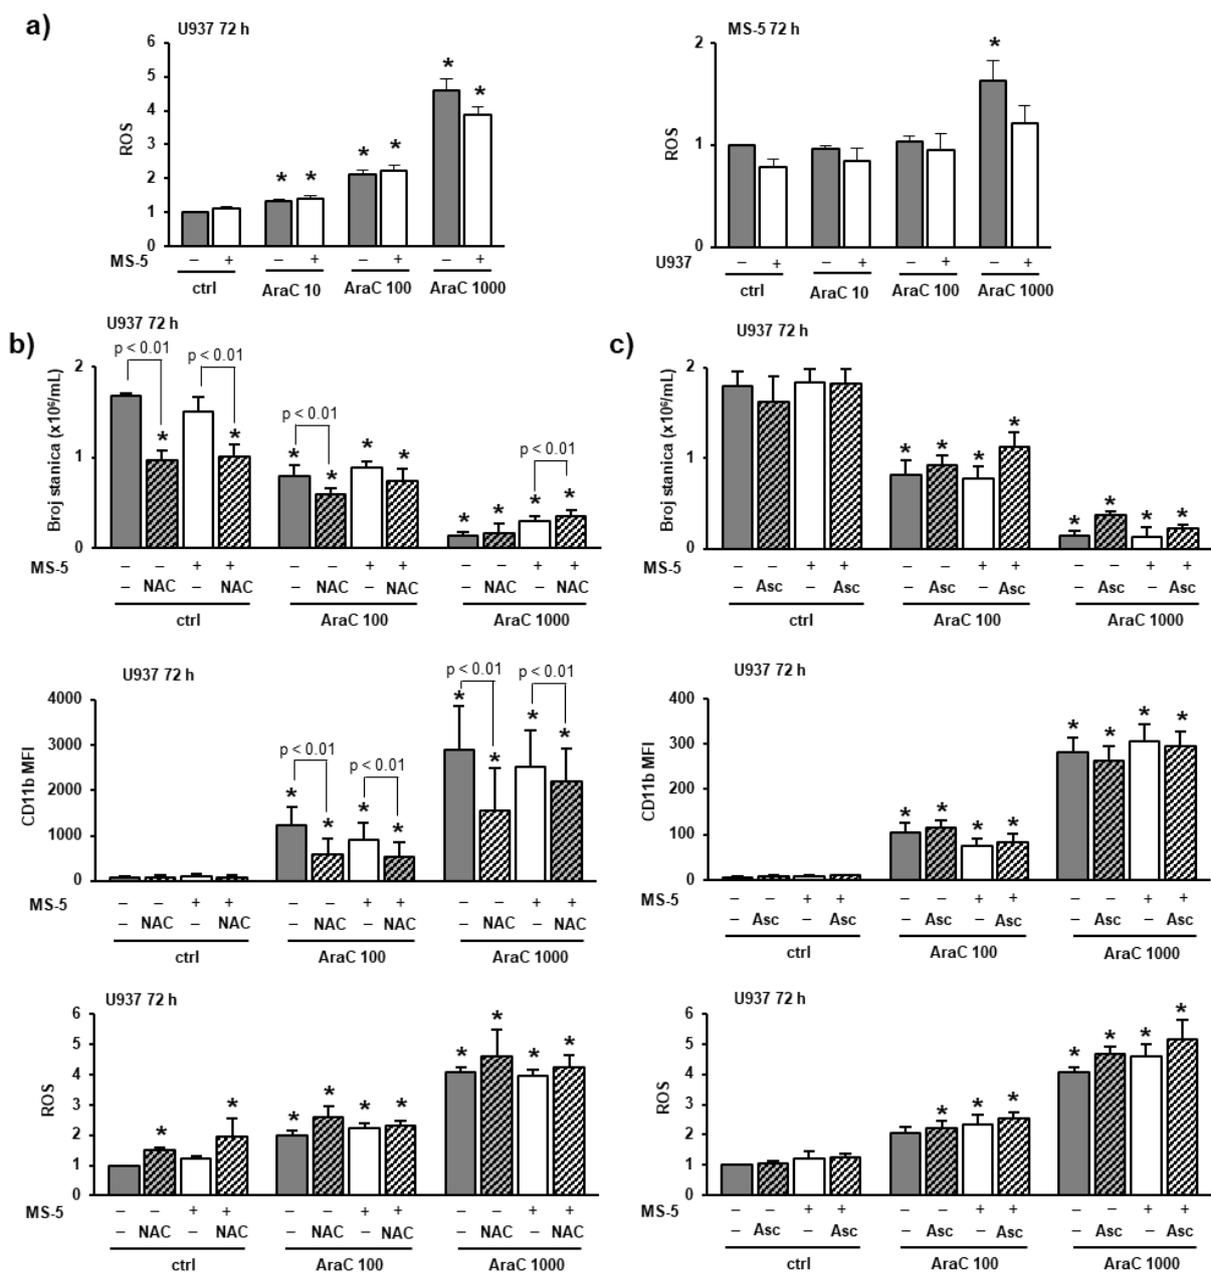 a)
U937 72 h
ROS
6
5
4
3
2
1
0
* * * * * *
MS-5 – + – + – + – +
ctrl AraC 10 AraC 100 AraC 1000
MS-5 72 h
ROS
2
1
0
*
U937 – + – + – + – +
ctrl AraC 10 AraC 100 AraC 1000
b)
U937 72 h
p < 0.01 p < 0.01 p < 0.01 p < 0.01
Broj stanica (x10⁶/mL)
2
1
0
* * * * * * * * * *
MS-5 – – + + – – + + – – + +
– NAC – NAC – NAC – NAC – NAC – NAC
ctrl AraC 100 AraC 1000
U937 72 h
p < 0.01 p < 0.01 p < 0.01 p < 0.01
CD11b MFI
4000
3000
2000
1000
0
* * * * * * * *
MS-5 – – + + – – + + – – + +
– NAC – NAC – NAC – NAC – NAC – NAC
ctrl AraC 100 AraC 1000
U937 72 h
ROS
6
5
4
3
2
1
0
* * * * * * * * * *
MS-5 – – + + – – + + – – + +
– NAC – NAC – NAC – NAC – NAC – NAC
ctrl AraC 100 AraC 1000
c)
U937 72 h
Broj stanica (x10⁶/mL)
2
1
0
* * * * * * * *
MS-5 – – + + – – + + – – + +
– Asc – Asc – Asc – Asc – Asc – Asc
ctrl AraC 100 AraC 1000
U937 72 h
CD11b MFI
400
300
200
100
0
* * * * * * * *
MS-5 – – + + – – + + – – + +
– Asc – Asc – Asc – Asc – Asc – Asc
ctrl AraC 100 AraC 1000
U937 72 h
ROS
6
5
4
3
2
1
0
* * * * * * *
MS-5 – – + + – – + + – – + +
– Asc – Asc – Asc – Asc – Asc – Asc
ctrl AraC 100 AraC 1000